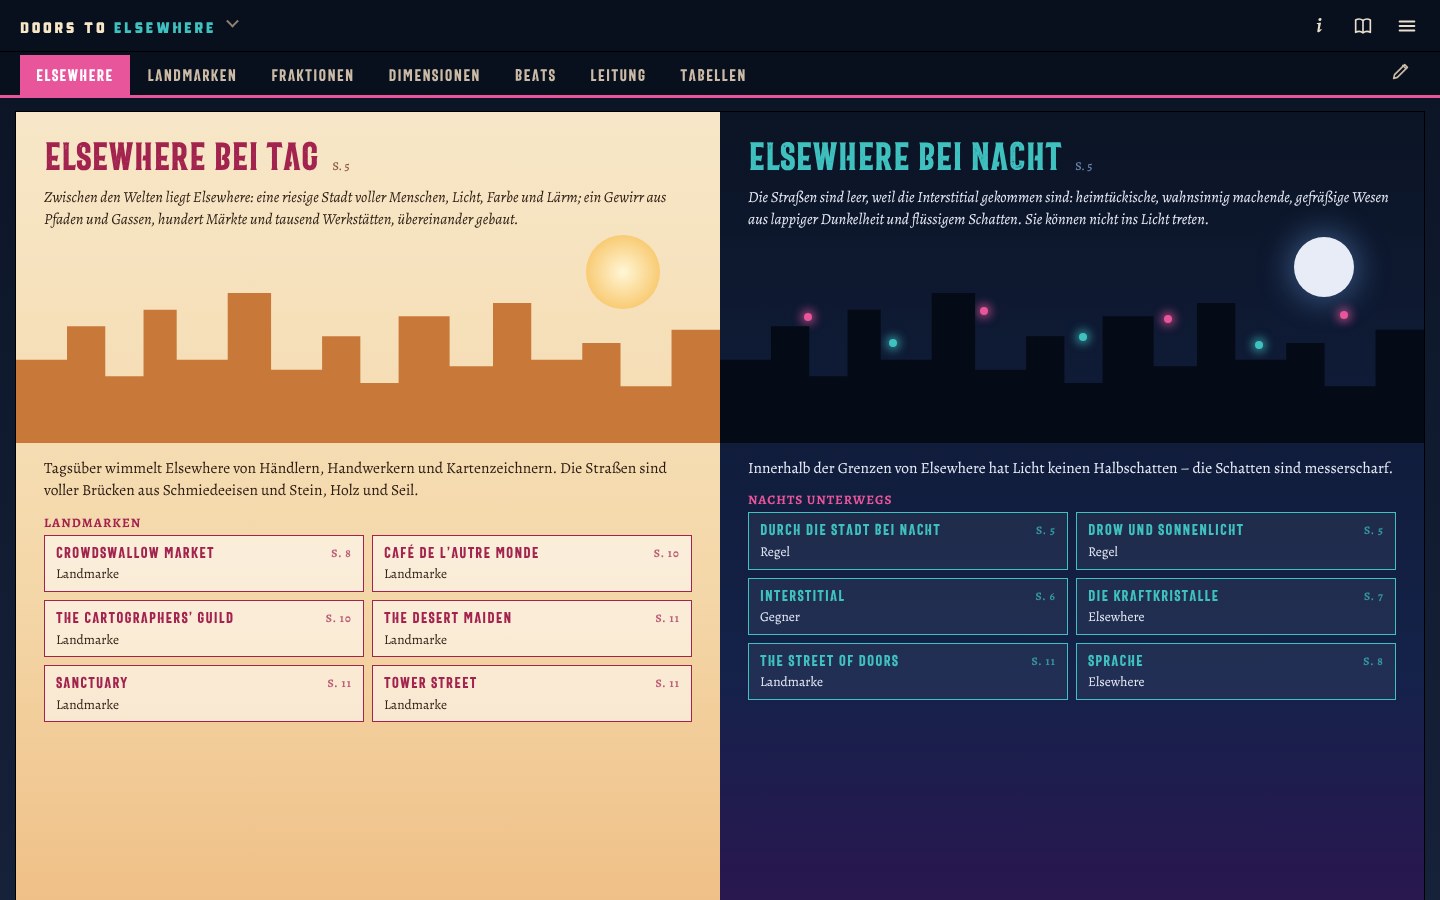 DOORS TO ELSEWHERE
i
ELSEWHERE
LANDMARKEN
FRAKTIONEN
DIMENSIONEN
BEATS
LEITUNG
TABELLEN
ELSEWHERE BEI TAG S. 5
Zwischen den Welten liegt Elsewhere: eine riesige Stadt voller Menschen, Licht, Farbe und Lärm; ein Gewirr aus
Pfaden und Gassen, hundert Märkte und tausend Werkstätten, übereinander gebaut.
Tagsüber wimmelt Elsewhere von Händlern, Handwerkern und Kartenzeichnern. Die Straßen sind
voller Brücken aus Schmiedeeisen und Stein, Holz und Seil.
LANDMARKEN
CROWDSWALLOW MARKET S. 8
Landmarke
CAFÉ DE L'AUTRE MONDE S. 10
Landmarke
THE CARTOGRAPHERS' GUILD S. 10
Landmarke
THE DESERT MAIDEN S. 11
Landmarke
SANCTUARY S. 11
Landmarke
TOWER STREET S. 11
Landmarke
ELSEWHERE BEI NACHT S. 5
Die Straßen sind leer, weil die Interstitial gekommen sind: heimtückische, wahnsinnig machende, gefräßige Wesen
aus lappiger Dunkelheit und flüssigem Schatten. Sie können nicht ins Licht treten.
Innerhalb der Grenzen von Elsewhere hat Licht keinen Halbschatten – die Schatten sind messerscharf.
NACHTS UNTERWEGS
DURCH DIE STADT BEI NACHT S. 5
Regel
DROW UND SONNENLICHT S. 5
Regel
INTERSTITIAL S. 6
Gegner
DIE KRAFTKRISTALLE S. 7
Elsewhere
THE STREET OF DOORS S. 11
Landmarke
SPRACHE S. 8
Elsewhere